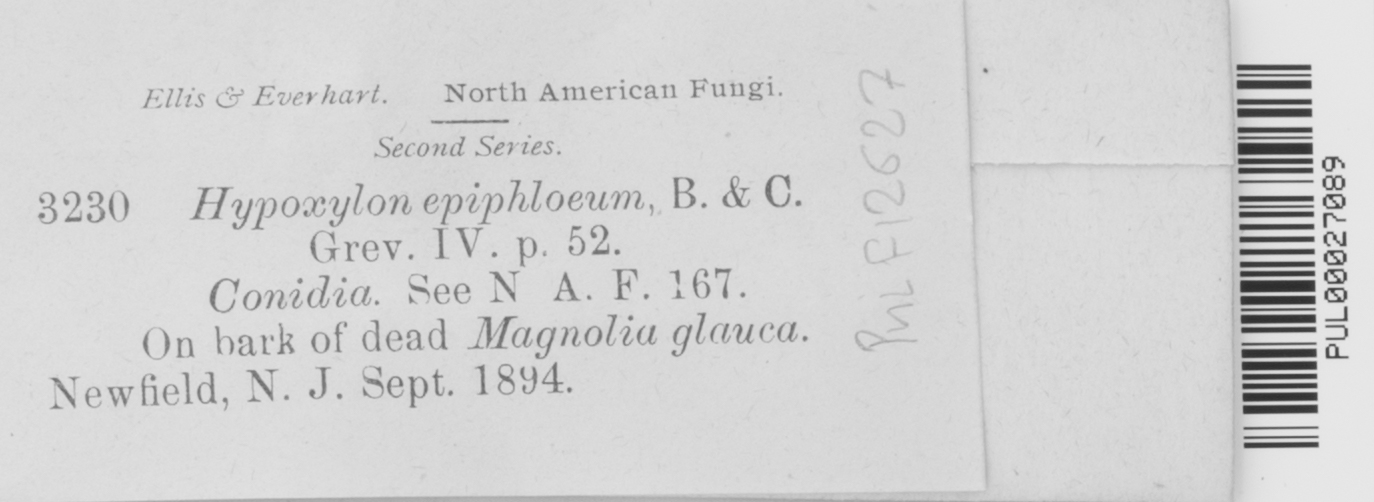 Ellis & Everhart. North American Fungi.
Second Series.
3230 Hypoxylon epiphloeum, B. & C.
Grev. IV. p. 52.
Conidia. See N A. F. 167.
On bark of dead Magnolia glauca.
Newfield, N. J. Sept. 1894.
PUL F12627
PUL00027089